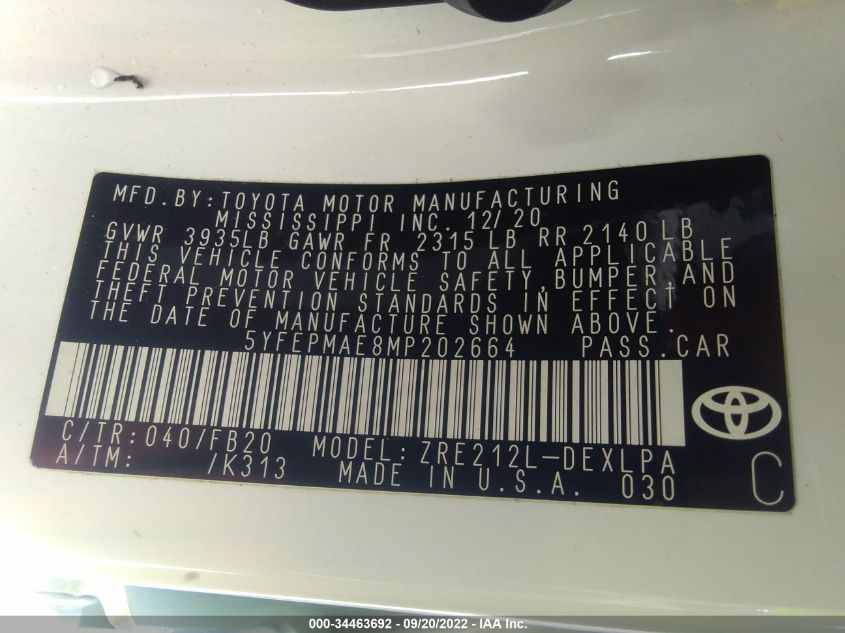 MFD.BY:TOYOTA MOTOR MANUFACTURING
MISSISSIPPI INC. 12/20
GVWR 3935LB GAWR FR 2315 LB RR 2140 LB
THIS VEHICLE CONFORMS TO ALL APPLICABLE
FEDERAL MOTOR VEHICLE SAFETY,BUMPER,AND
THEFT PREVENTION STANDARDS IN EFFECT ON
THE DATE OF MANUFACTURE SHOWN ABOVE.
5YFEPMAE8MP202664 PASS.CAR
C/TR:040/FB20 MODEL:ZRE212L-DEXLPA
A/TM: /K313 MADE IN U.S.A. 030 C
000-34463692 - 09/20/2022 - IAA Inc.